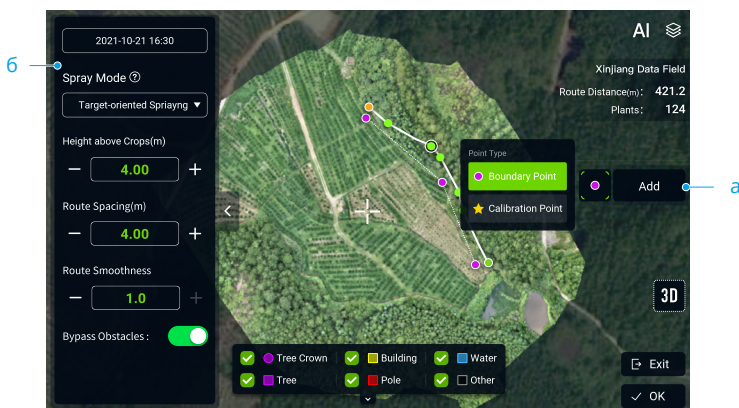 б
2021-10-21 16:30
Spray Mode ?
Target-oriented Spriayng
Height above Crops(m)
— 4.00 +
Route Spacing(m)
— 4.00 +
Route Smoothness
— 1.0 +
Bypass Obstacles :
AI
Xinjiang Data Field
Route Distance(m): 421.2
Plants: 124
Point Type
Boundary Point
Calibration Point
Add
а
3D
Tree Crown Building Water
Tree Pole Other
Exit
OK